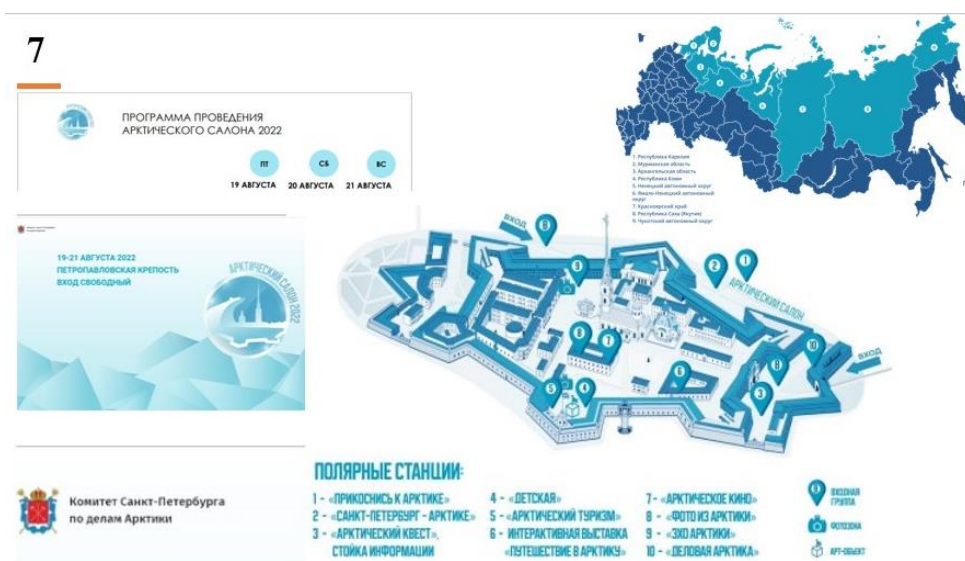 7
ПРОГРАММА ПРОВЕДЕНИЯ
АРКТИЧЕСКОГО САЛОНА 2022
ПТ СБ ВС
19 АВГУСТА 20 АВГУСТА 21 АВГУСТА
1. Республика Карелия
2. Мурманская область
3. Архангельская область
4. Республика Коми
5. Ненецкий автономный округ
6. Ямало-Ненецкий автономный
округ
7. Красноярский край
8. Республика Саха (Якутия)
9. Чукотский автономный округ
19-21 АВГУСТА 2022
ПЕТРОПАВЛОВСКАЯ КРЕПОСТЬ
ВХОД СВОБОДНЫЙ
АРКТИЧЕСКИЙ САЛОН 2022
ВХОД
АРКТИЧЕСКИЙ САЛОН
ВХОД
Комитет Санкт-Петербурга
по делам Арктики
ПОЛЯРНЫЕ СТАНЦИИ:
1 - «ПРИКОСНИСЬ К АРКТИКЕ»
2 - «САНКТ-ПЕТЕРБУРГ - АРКТИКЕ»
3 - «АРКТИЧЕСКИЙ КВЕСТ»,
СТОЙКА ИНФОРМАЦИИ
4 - «ДЕТСКАЯ»
5 - «АРКТИЧЕСКИЙ ТУРИЗМ»
6 - ИНТЕРАКТИВНАЯ ВЫСТАВКА
«ПУТЕШЕСТВИЕ В АРКТИКУ»
7 - «АРКТИЧЕСКОЕ КИНО»
8 - «ФОТО ИЗ АРКТИКИ»
9 - «ЭХО АРКТИКИ»
10 - «ДЕЛОВАЯ АРКТИКА»
ВХОДНАЯ
ГРУППА
ФОТОЗОНА
АРТ-ОБЪЕКТ